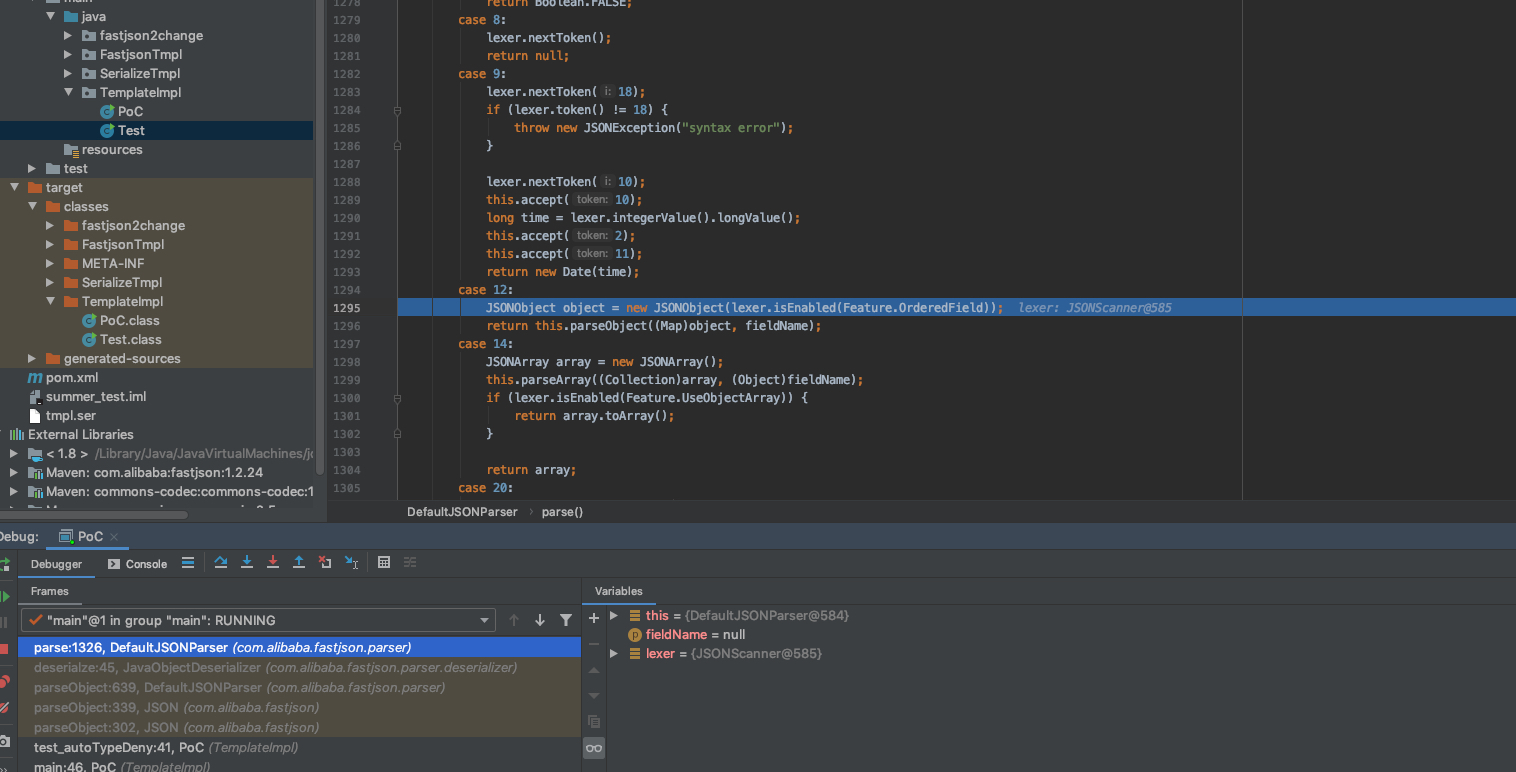 main
java
fastjson2change
FastjsonTmpl
SerializeTmpl
TemplateImpl
PoC
Test
resources
test
target
classes
fastjson2change
FastjsonTmpl
META-INF
SerializeTmpl
TemplateImpl
PoC.class
Test.class
generated-sources
pom.xml
summer_test.iml
tmpl.ser
External Libraries
< 1.8 > /Library/Java/JavaVirtualMachines/j
Maven: com.alibaba:fastjson:1.2.24
Maven: commons-codec:commons-codec:1
1278 return Boolean.FALSE;
1279 case 8:
1280 lexer.nextToken();
1281 return null;
1282 case 9:
1283 lexer.nextToken( i: 18);
1284 if (lexer.token() != 18) {
1285 throw new JSONException("syntax error");
1286 }
1287
1288 lexer.nextToken( i: 10);
1289 this.accept( token: 10);
1290 long time = lexer.integerValue().longValue();
1291 this.accept( token: 2);
1292 this.accept( token: 11);
1293 return new Date(time);
1294 case 12:
1295 JSONObject object = new JSONObject(lexer.isEnabled(Feature.OrderedField)); lexer: JSONScanner@585
1296 return this.parseObject((Map)object, fieldName);
1297 case 14:
1298 JSONArray array = new JSONArray();
1299 this.parseArray((Collection)array, (Object)fieldName);
1300 if (lexer.isEnabled(Feature.UseObjectArray)) {
1301 return array.toArray();
1302 }
1303
1304 return array;
1305 case 20:
DefaultJSONParser › parse()
Debug: PoC ×
Debugger Console
Frames
"main"@1 in group "main": RUNNING
parse:1326, DefaultJSONParser (com.alibaba.fastjson.parser)
deserialze:45, JavaObjectDeserializer (com.alibaba.fastjson.parser.deserializer)
parseObject:639, DefaultJSONParser (com.alibaba.fastjson.parser)
parseObject:339, JSON (com.alibaba.fastjson)
parseObject:302, JSON (com.alibaba.fastjson)
test_autoTypeDeny:41, PoC (TemplateImpl)
main:46, PoC (TemplateImpl)
Variables
this = {DefaultJSONParser@584}
fieldName = null
lexer = {JSONScanner@585}